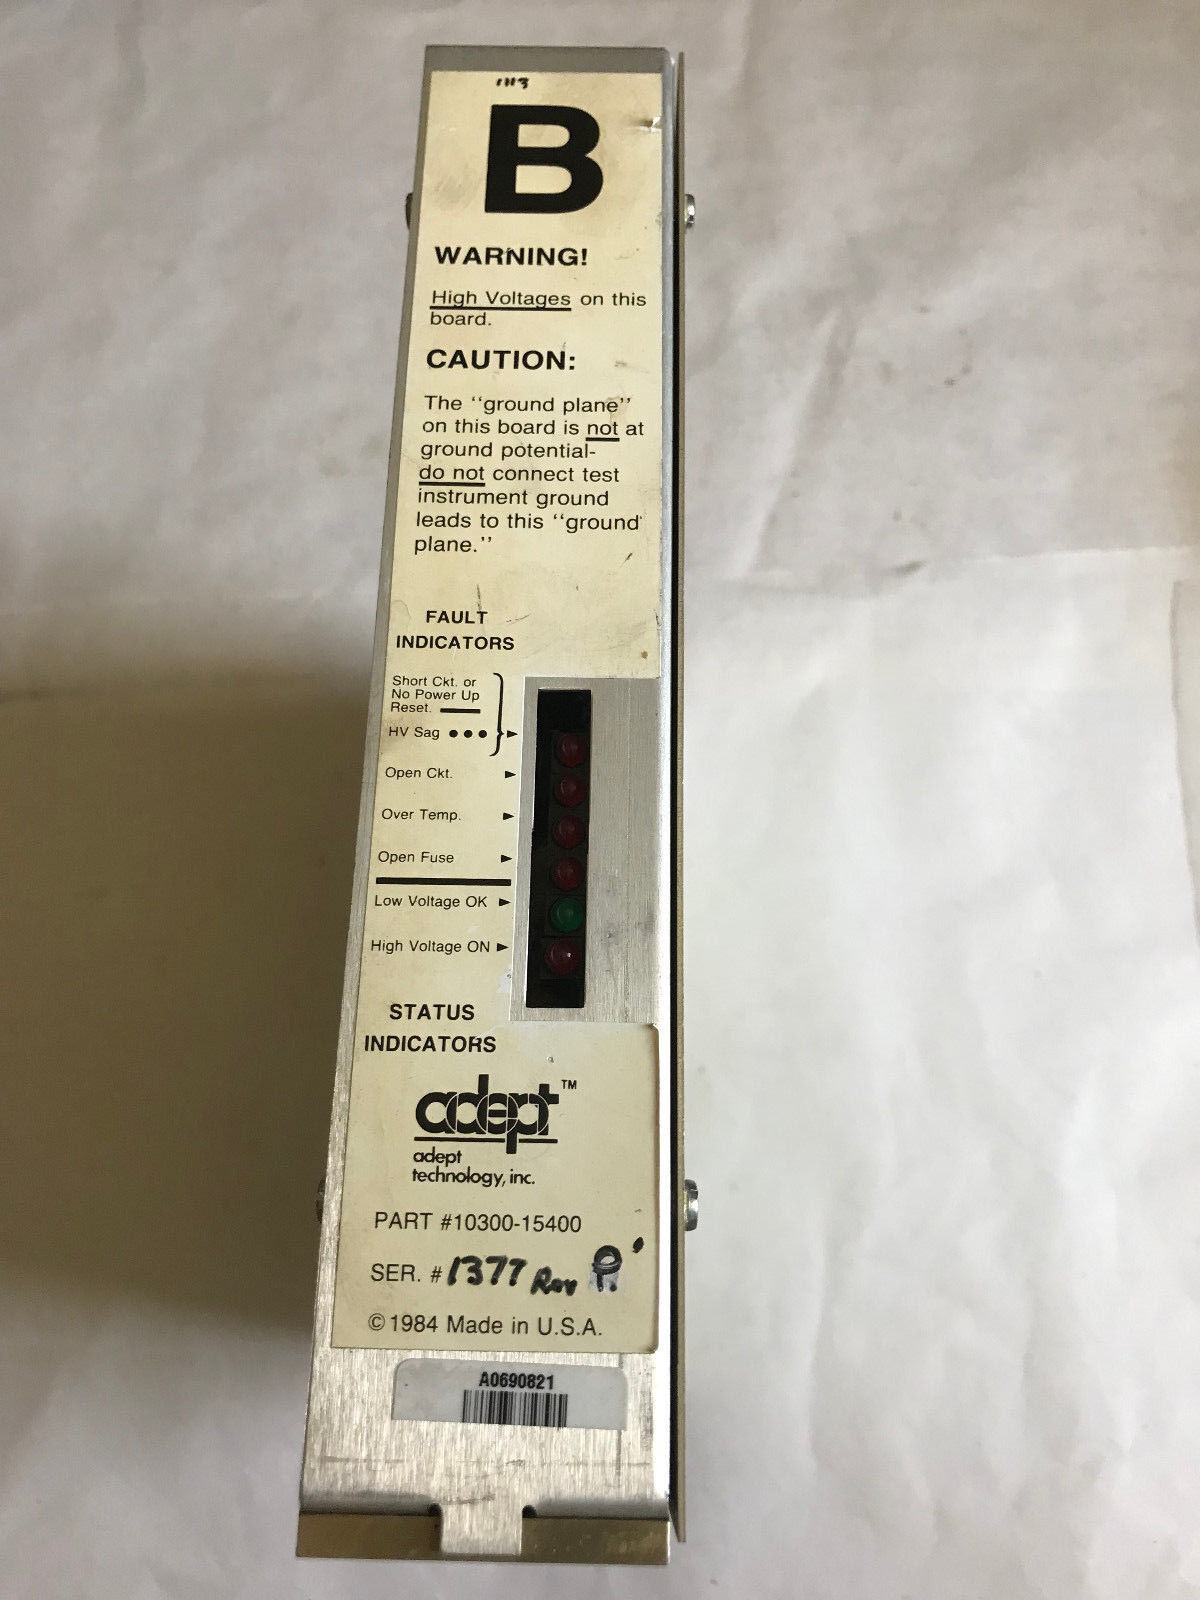 B
WARNING!
High Voltages on this
board.
CAUTION:
The ‘‘ground plane’’
on this board is not at
ground potential-
do not connect test
instrument ground
leads to this ‘‘ground
plane.’’
FAULT
INDICATORS
Short Ckt. or
No Power Up
Reset.
HV Sag •••
Open Ckt.
Over Temp.
Open Fuse
Low Voltage OK
High Voltage ON
STATUS
INDICATORS
adept™
adept
technology, inc.
PART #10300-15400
SER. # 1377 Rev
©1984 Made in U.S.A.
A0690821